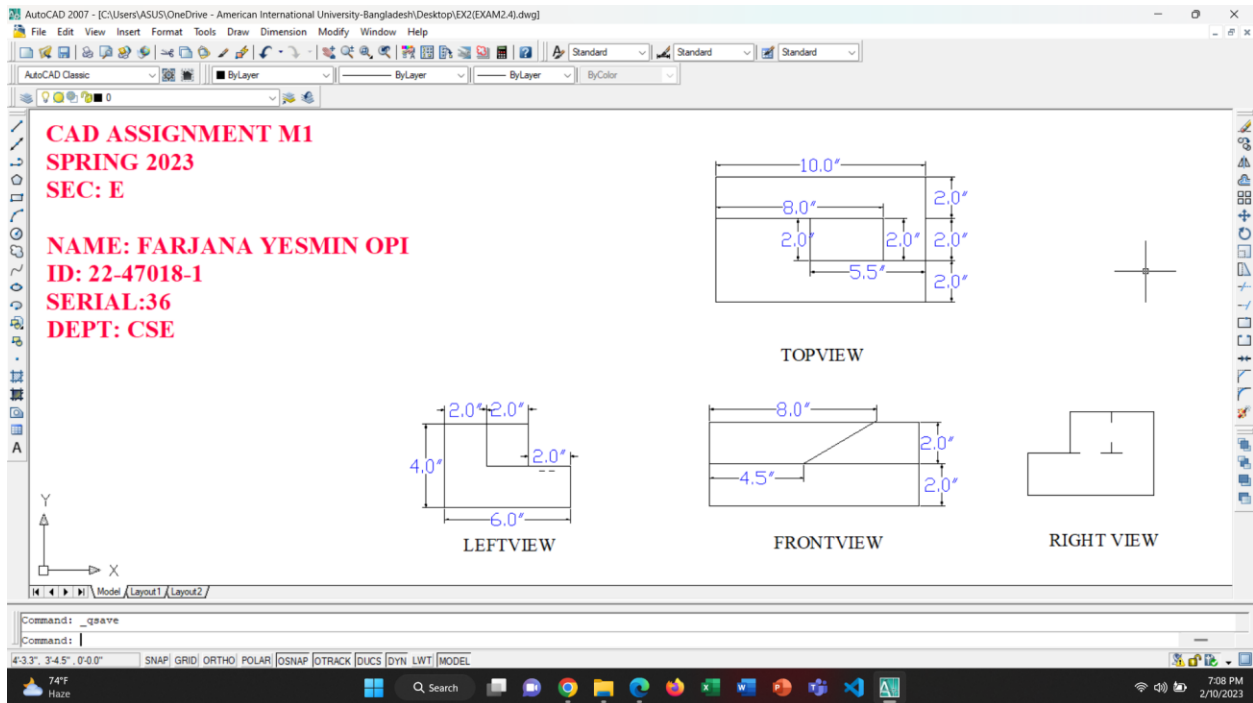 AutoCAD 2007 - [C:\Users\ASUS\OneDrive - American International University-Bangladesh\Desktop\EX2(EXAM2.4).dwg]
File Edit View Insert Format Tools Draw Dimension Modify Window Help
Standard Standard Standard
AutoCAD Classic ByLayer ByLayer ByLayer ByColor
0
CAD ASSIGNMENT M1
SPRING 2023
SEC: E
NAME: FARJANA YESMIN OPI
ID: 22-47018-1
SERIAL:36
DEPT: CSE
10.0"
2.0"
8.0"
2.0" 2.0" 2.0"
5.5"
2.0"
TOPVIEW
2.0" 2.0"
4.0" 2.0"
6.0"
LEFTVIEW
8.0"
2.0"
4.5" 2.0"
FRONTVIEW
RIGHT VIEW
A
Y
X
Model Layout1 Layout2
Command: _qsave
Command:
4'-3.3", 3'-4.5" , 0'-0.0" SNAP GRID ORTHO POLAR OSNAP OTRACK DUCS DYN LWT MODEL
74°F
Haze
Search
7:08 PM
2/10/2023